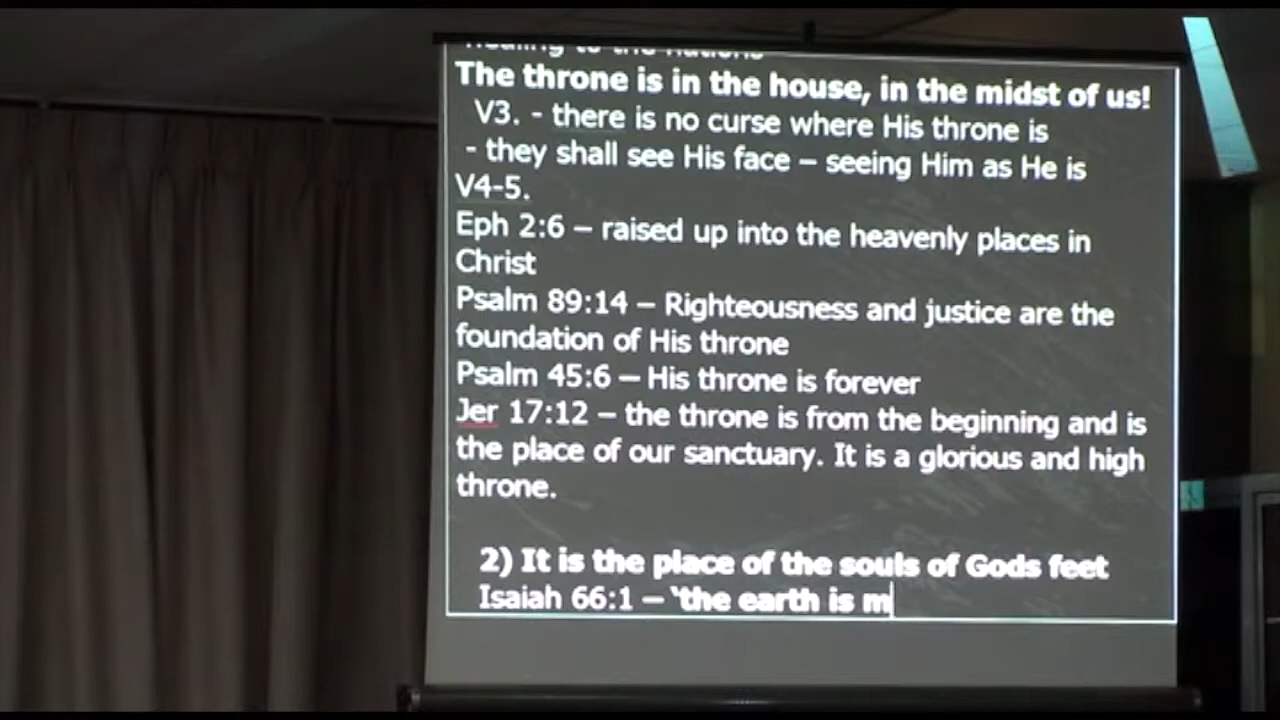 Healing to the nations
The throne is in the house, in the midst of us!
V3. - there is no curse where His throne is
- they shall see His face – seeing Him as He is
V4-5.
Eph 2:6 – raised up into the heavenly places in
Christ
Psalm 89:14 – Righteousness and justice are the
foundation of His throne
Psalm 45:6 – His throne is forever
Jer 17:12 – the throne is from the beginning and is
the place of our sanctuary. It is a glorious and high
throne.
2) It is the place of the souls of Gods feet
Isaiah 66:1 – ‘the earth is m